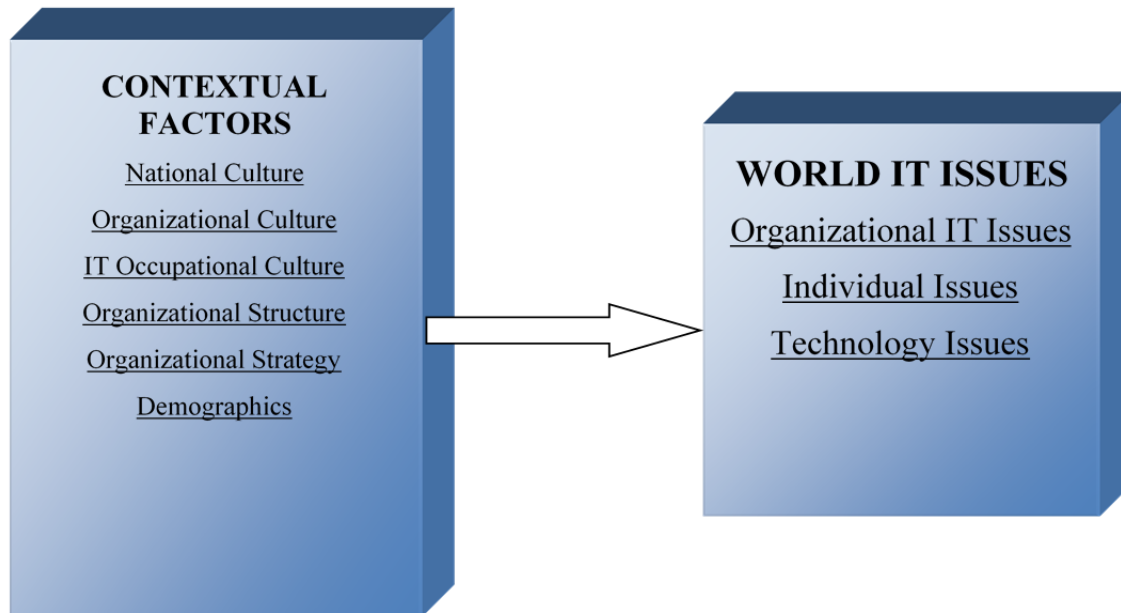 CONTEXTUAL
FACTORS
National Culture
Organizational Culture
IT Occupational Culture
Organizational Structure
Organizational Strategy
Demographics
WORLD IT ISSUES
Organizational IT Issues
Individual Issues
Technology Issues